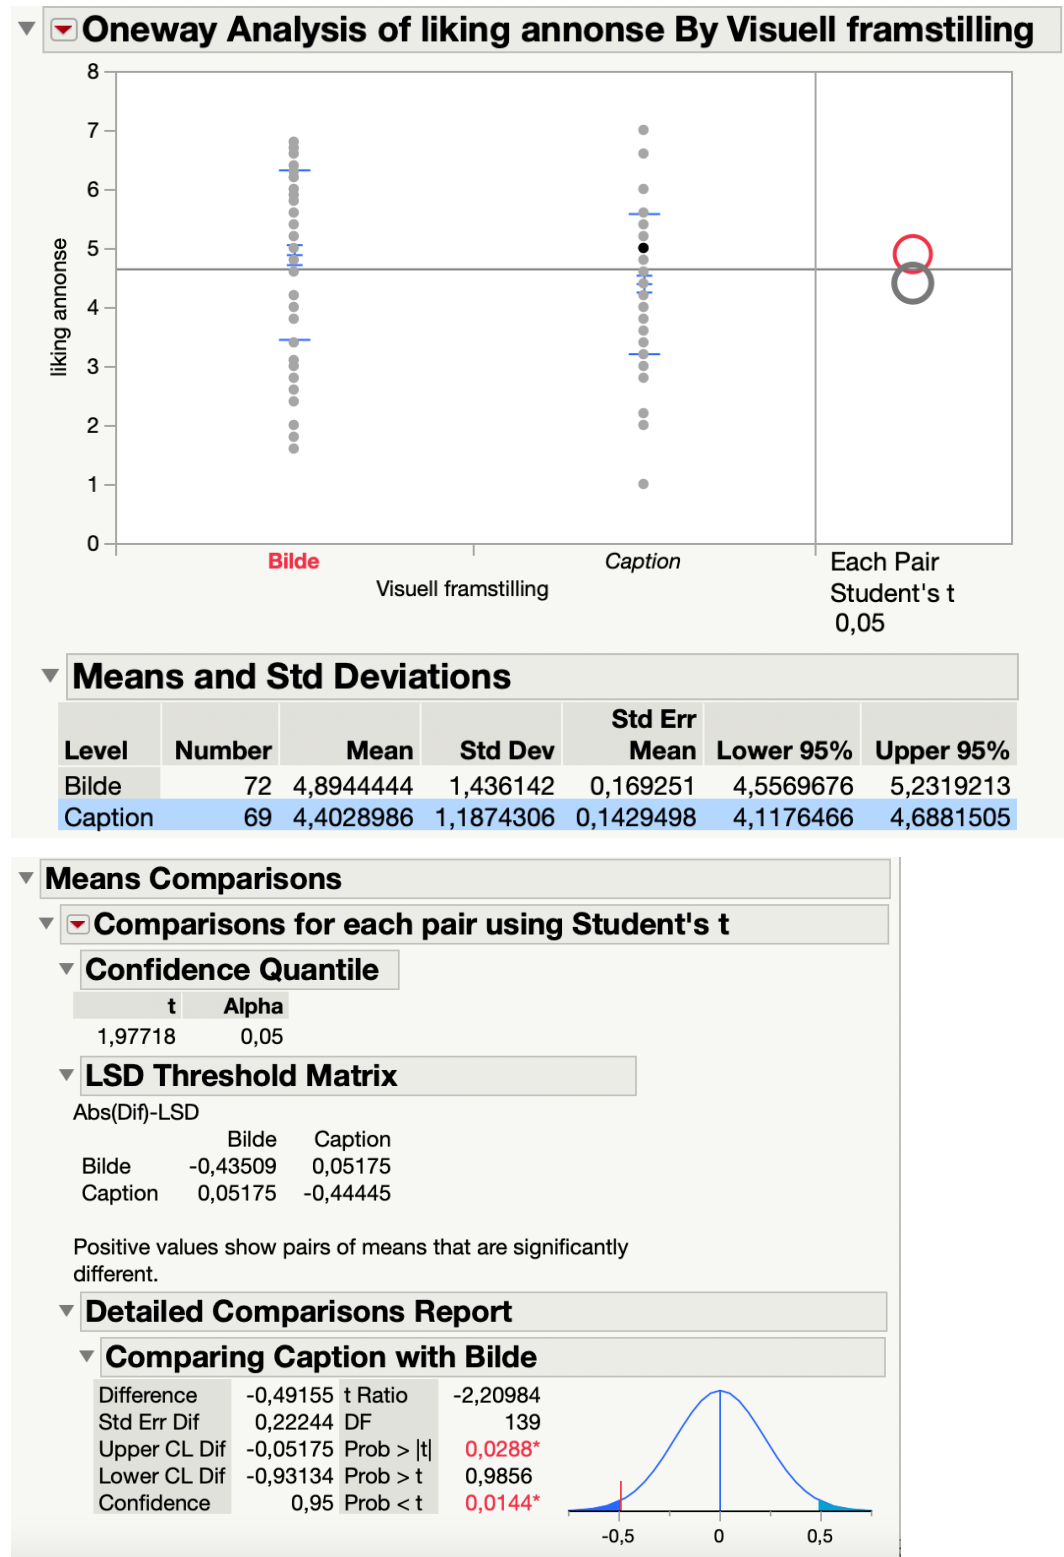 Oneway Analysis of liking annonse By Visuell framstilling
8
7
6
5
4
3
2
1
0
liking annonse
Bilde Caption
Visuell framstilling
Each Pair
Student's t
0,05
Means and Std Deviations
Level Number Mean Std Dev Std Err Mean Lower 95% Upper 95%
Bilde 72 4,8944444 1,436142 0,169251 4,5569676 5,2319213
Caption 69 4,4028986 1,1874306 0,1429498 4,1176466 4,6881505
Means Comparisons
Comparisons for each pair using Student's t
Confidence Quantile
t Alpha
1,97718 0,05
LSD Threshold Matrix
Abs(Dif)-LSD
Bilde Caption
Bilde -0,43509 0,05175
Caption 0,05175 -0,44445
Positive values show pairs of means that are significantly
different.
Detailed Comparisons Report
Comparing Caption with Bilde
Difference -0,49155 t Ratio -2,20984
Std Err Dif 0,22244 DF 139
Upper CL Dif -0,05175 Prob > |t| 0,0288*
Lower CL Dif -0,93134 Prob > t 0,9856
Confidence 0,95 Prob < t 0,0144*
-0,5 0 0,5